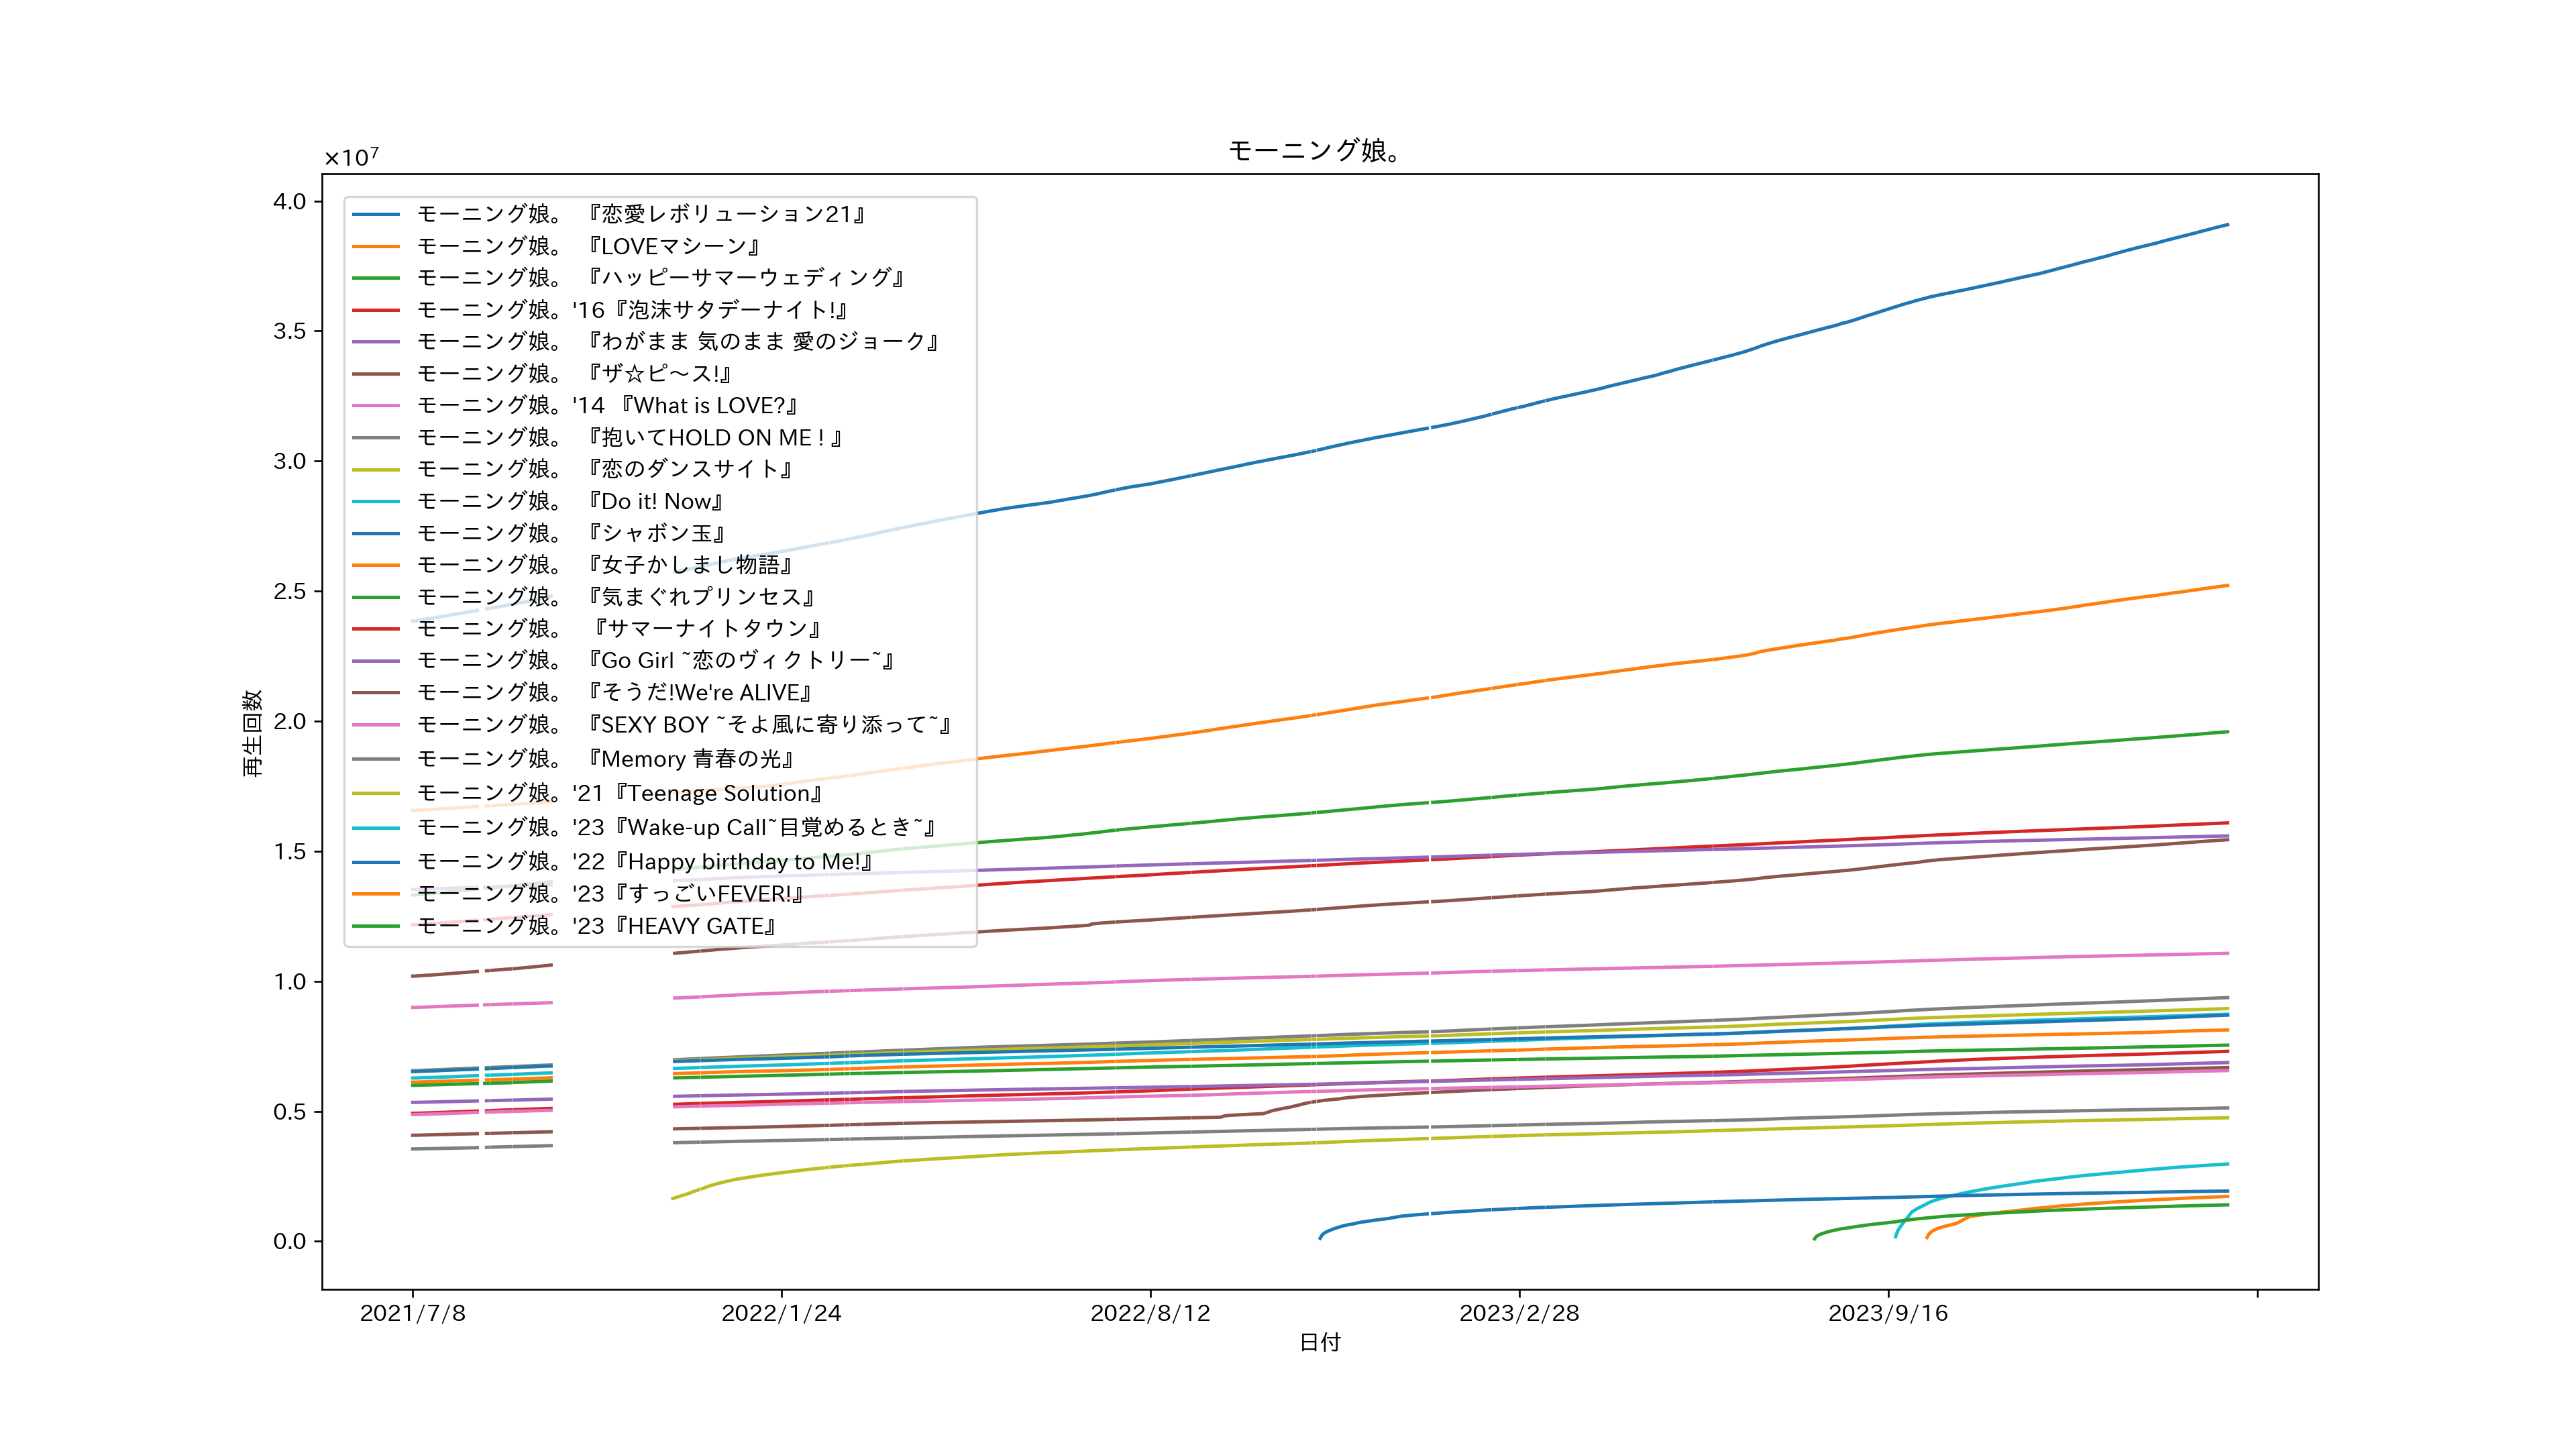 モーニング娘。
×10⁷
4.0
3.5
3.0
2.5
2.0
1.5
1.0
0.5
0.0
再生回数
モーニング娘。 『恋愛レボリューション21』
モーニング娘。 『LOVEマシーン』
モーニング娘。 『ハッピーサマーウェディング』
モーニング娘。'16『泡沫サタデーナイト!』
モーニング娘。 『わがまま 気のまま 愛のジョーク』
モーニング娘。 『ザ☆ピ～ス!』
モーニング娘。'14 『What is LOVE?』
モーニング娘。 『抱いてHOLD ON ME ! 』
モーニング娘。 『恋のダンスサイト』
モーニング娘。 『Do it! Now』
モーニング娘。 『シャボン玉』
モーニング娘。 『女子かしまし物語』
モーニング娘。 『気まぐれプリンセス』
モーニング娘。 『サマーナイトタウン』
モーニング娘。 『Go Girl ~恋のヴィクトリー~』
モーニング娘。 『そうだ!We're ALIVE』
モーニング娘。 『SEXY BOY ~そよ風に寄り添って~』
モーニング娘。 『Memory 青春の光』
モーニング娘。'21『Teenage Solution』
モーニング娘。'23『Wake-up Call~目覚めるとき~』
モーニング娘。'22『Happy birthday to Me!』
モーニング娘。'23『すっごいFEVER!』
モーニング娘。'23『HEAVY GATE』
2021/7/8
2022/1/24
2022/8/12
2023/2/28
2023/9/16
日付